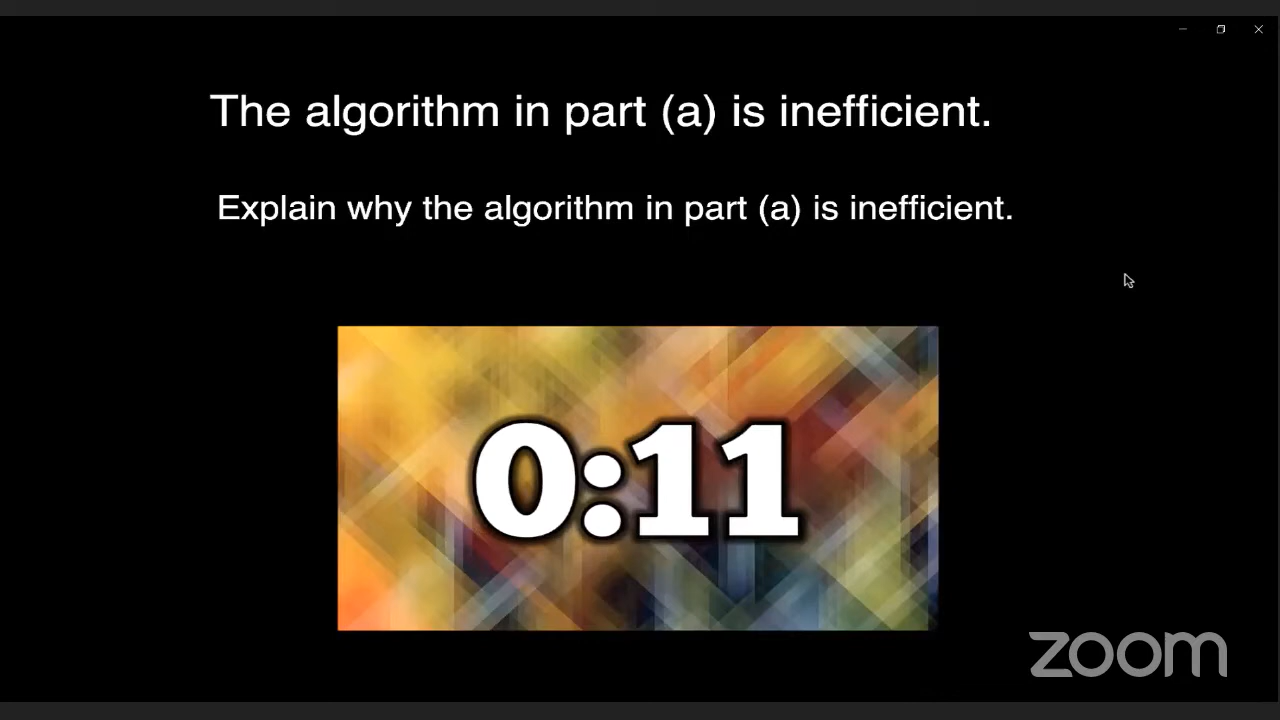 The algorithm in part (a) is inefficient.
Explain why the algorithm in part (a) is inefficient.
0:11
zoom